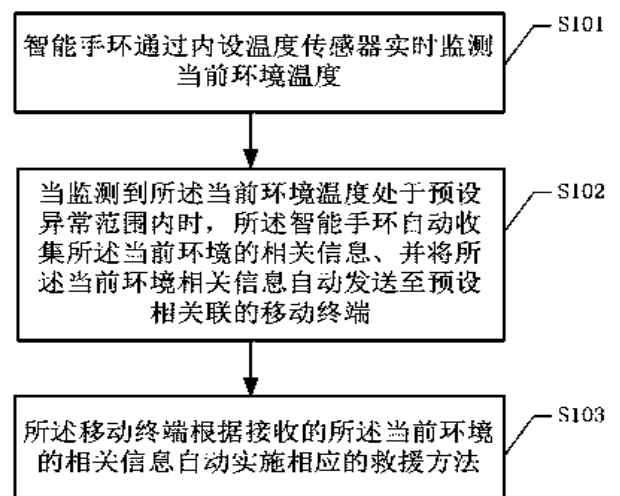 智能手环通过内设温度传感器实时监测
当前环境温度
S101
当监测到所述当前环境温度处于预设
异常范围内时，所述智能手环自动收
集所述当前环境的相关信息、并将所
述当前环境相关信息自动发送至预设
相关联的移动终端
S102
所述移动终端根据接收的所述当前环境
的相关信息自动实施相应的救援方法
S103